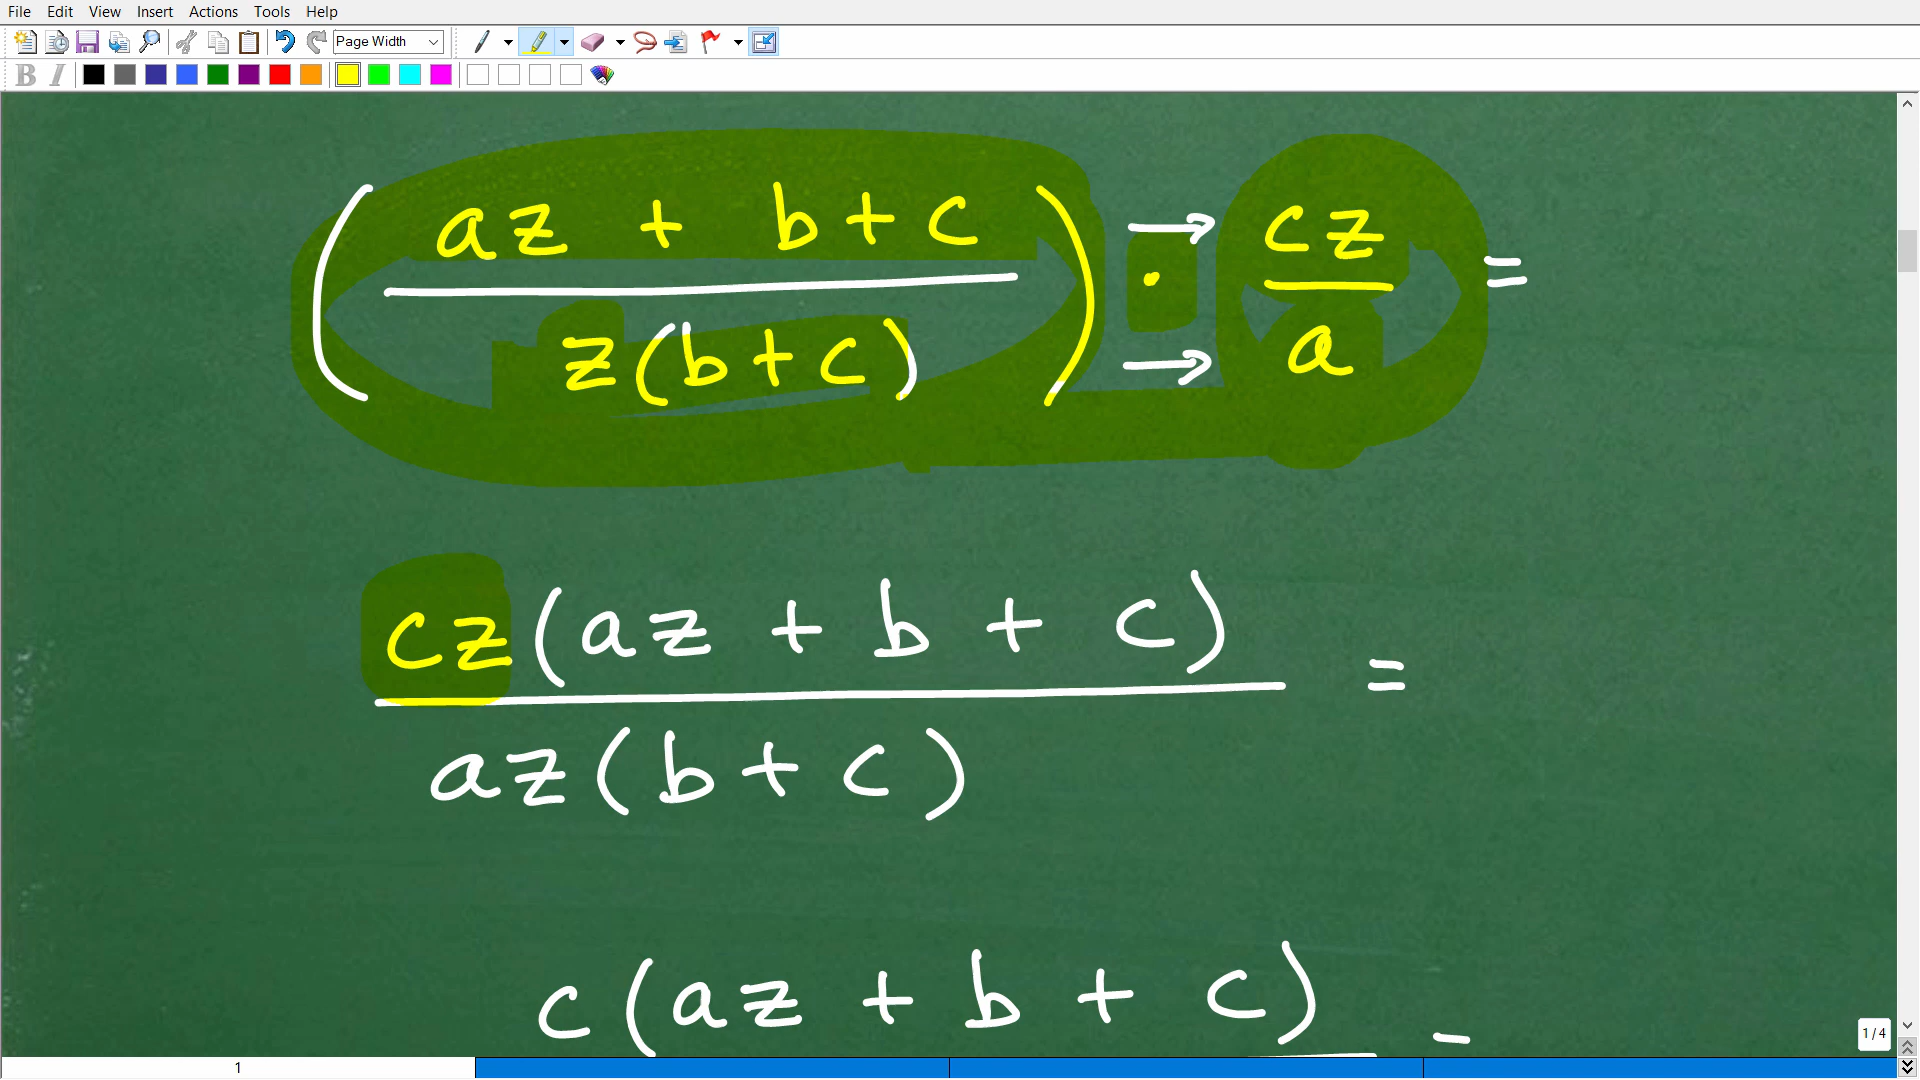 File Edit View Insert Actions Tools Help
Page Width
B I
( az + b + c ) → cz =
z(b+c) · → a
cz(az + b + c) =
az(b+c)
c(az + b + c)
1/4
1